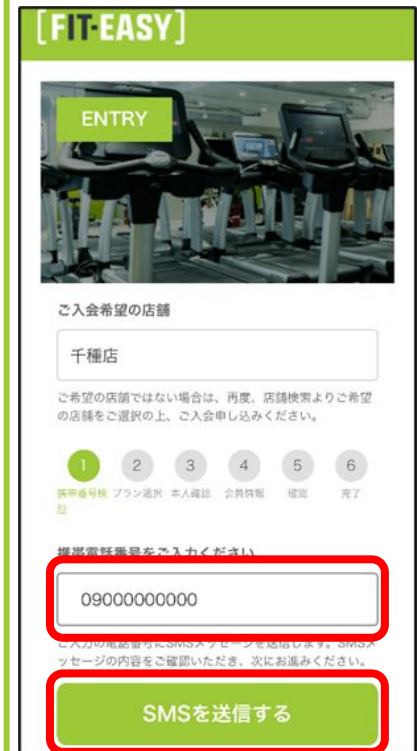 [FIT-EASY]
ENTRY
ご入会希望の店舗
千種店
ご希望の店舗ではない場合は、再度、店舗検索よりご希望
の店舗をご選択の上、ご入会申し込みください。
1 2 3 4 5 6
携帯番号検 プラン選択 本人確認 会員情報 確認 完了
証
携帯電話番号をご入力ください
09000000000
ご入力の電話番号にSMSメッセージを送信します。SMSメ
ッセージの内容をご確認いただき、次にお進みください。
SMSを送信する